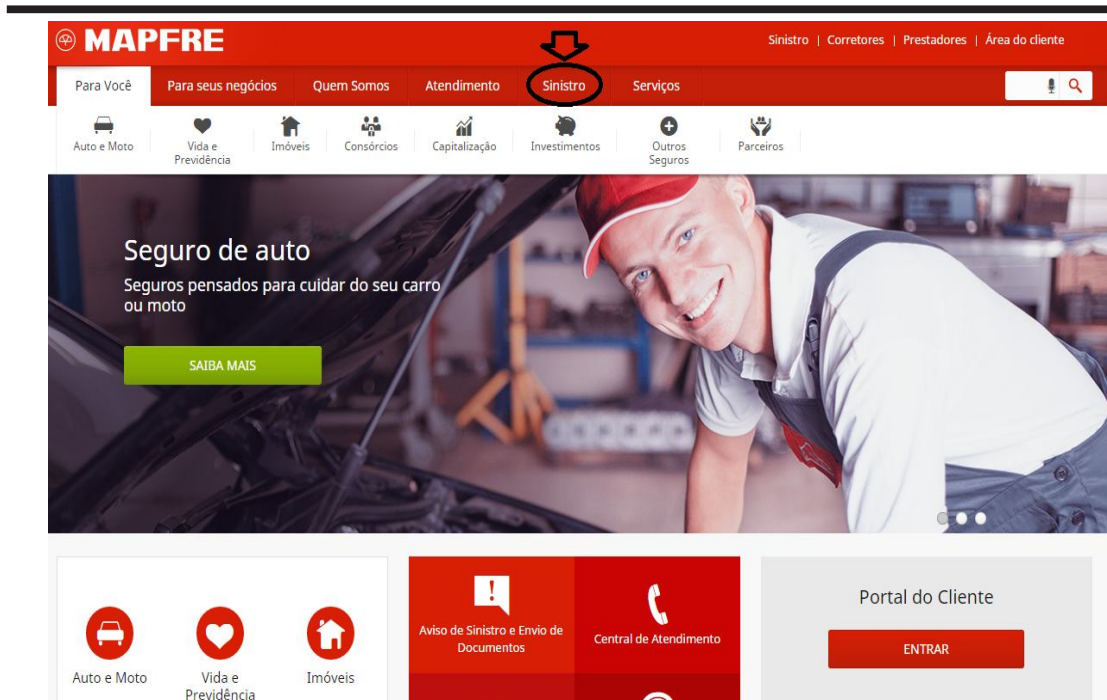 MAPFRE
Sinistro | Corretores | Prestadores | Área do cliente
Para Você Para seus negócios Quem Somos Atendimento Sinistro Serviços
Auto e Moto
Vida e
Previdência
Imóveis
Consórcios
Capitalização
Investimentos
Outros
Seguros
Parceiros
Seguro de auto
Seguros pensados para cuidar do seu carro
ou moto
SAIBA MAIS
Auto e Moto
Vida e
Previdência
Imóveis
Aviso de Sinistro e Envio de
Documentos
Central de Atendimento
Portal do Cliente
ENTRAR